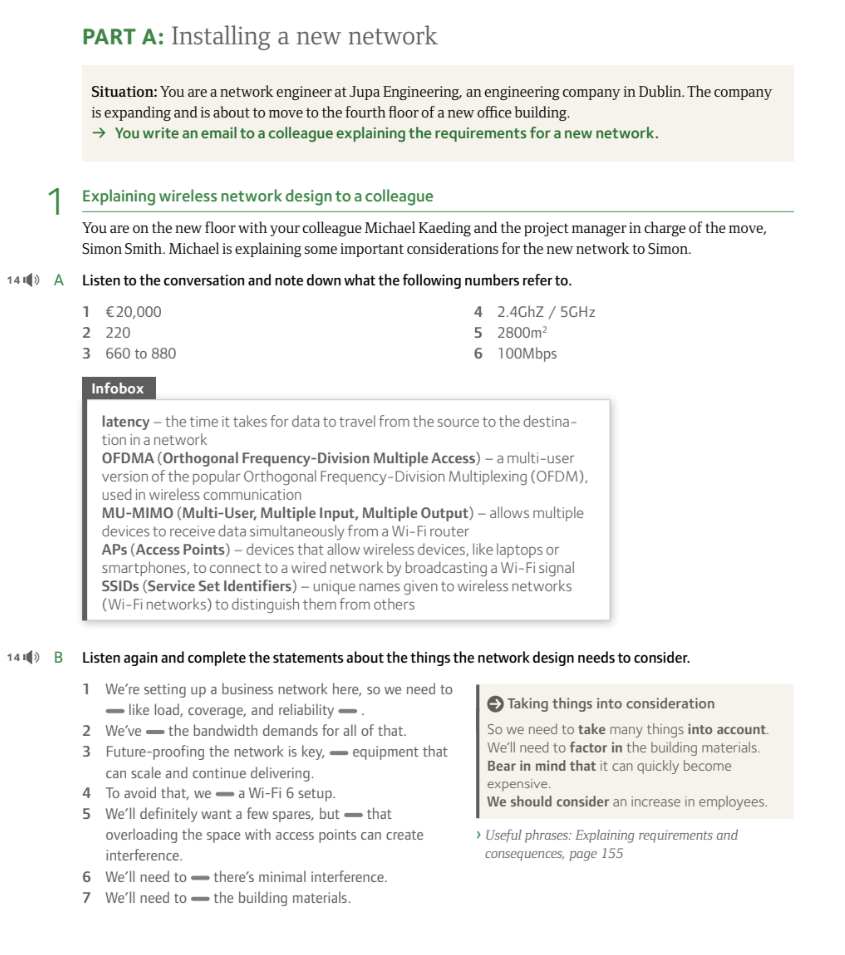 PART A: Installing a new network
Situation: You are a network engineer at Jupa Engineering, an engineering company in Dublin. The company
is expanding and is about to move to the fourth floor of a new office building.
→ You write an email to a colleague explaining the requirements for a new network.
1 Explaining wireless network design to a colleague
You are on the new floor with your colleague Michael Kaeding and the project manager in charge of the move,
Simon Smith. Michael is explaining some important considerations for the new network to Simon.
14 A Listen to the conversation and note down what the following numbers refer to.
1 €20,000
2 220
3 660 to 880
4 2.4GhZ / 5GHz
5 2800m²
6 100Mbps
Infobox
latency – the time it takes for data to travel from the source to the destina-
tion in a network
OFDMA (Orthogonal Frequency-Division Multiple Access) – a multi-user
version of the popular Orthogonal Frequency-Division Multiplexing (OFDM),
used in wireless communication
MU-MIMO (Multi-User, Multiple Input, Multiple Output) – allows multiple
devices to receive data simultaneously from a Wi-Fi router
APs (Access Points) – devices that allow wireless devices, like laptops or
smartphones, to connect to a wired network by broadcasting a Wi-Fi signal
SSIDs (Service Set Identifiers) – unique names given to wireless networks
(Wi-Fi networks) to distinguish them from others
14 B Listen again and complete the statements about the things the network design needs to consider.
1 We're setting up a business network here, so we need to
— like load, coverage, and reliability — .
2 We've — the bandwidth demands for all of that.
3 Future-proofing the network is key, — equipment that
can scale and continue delivering.
4 To avoid that, we — a Wi-Fi 6 setup.
5 We'll definitely want a few spares, but — that
overloading the space with access points can create
interference.
6 We'll need to — there's minimal interference.
7 We'll need to — the building materials.
Taking things into consideration
So we need to take many things into account.
We'll need to factor in the building materials.
Bear in mind that it can quickly become
expensive.
We should consider an increase in employees.
› Useful phrases: Explaining requirements and
consequences, page 155